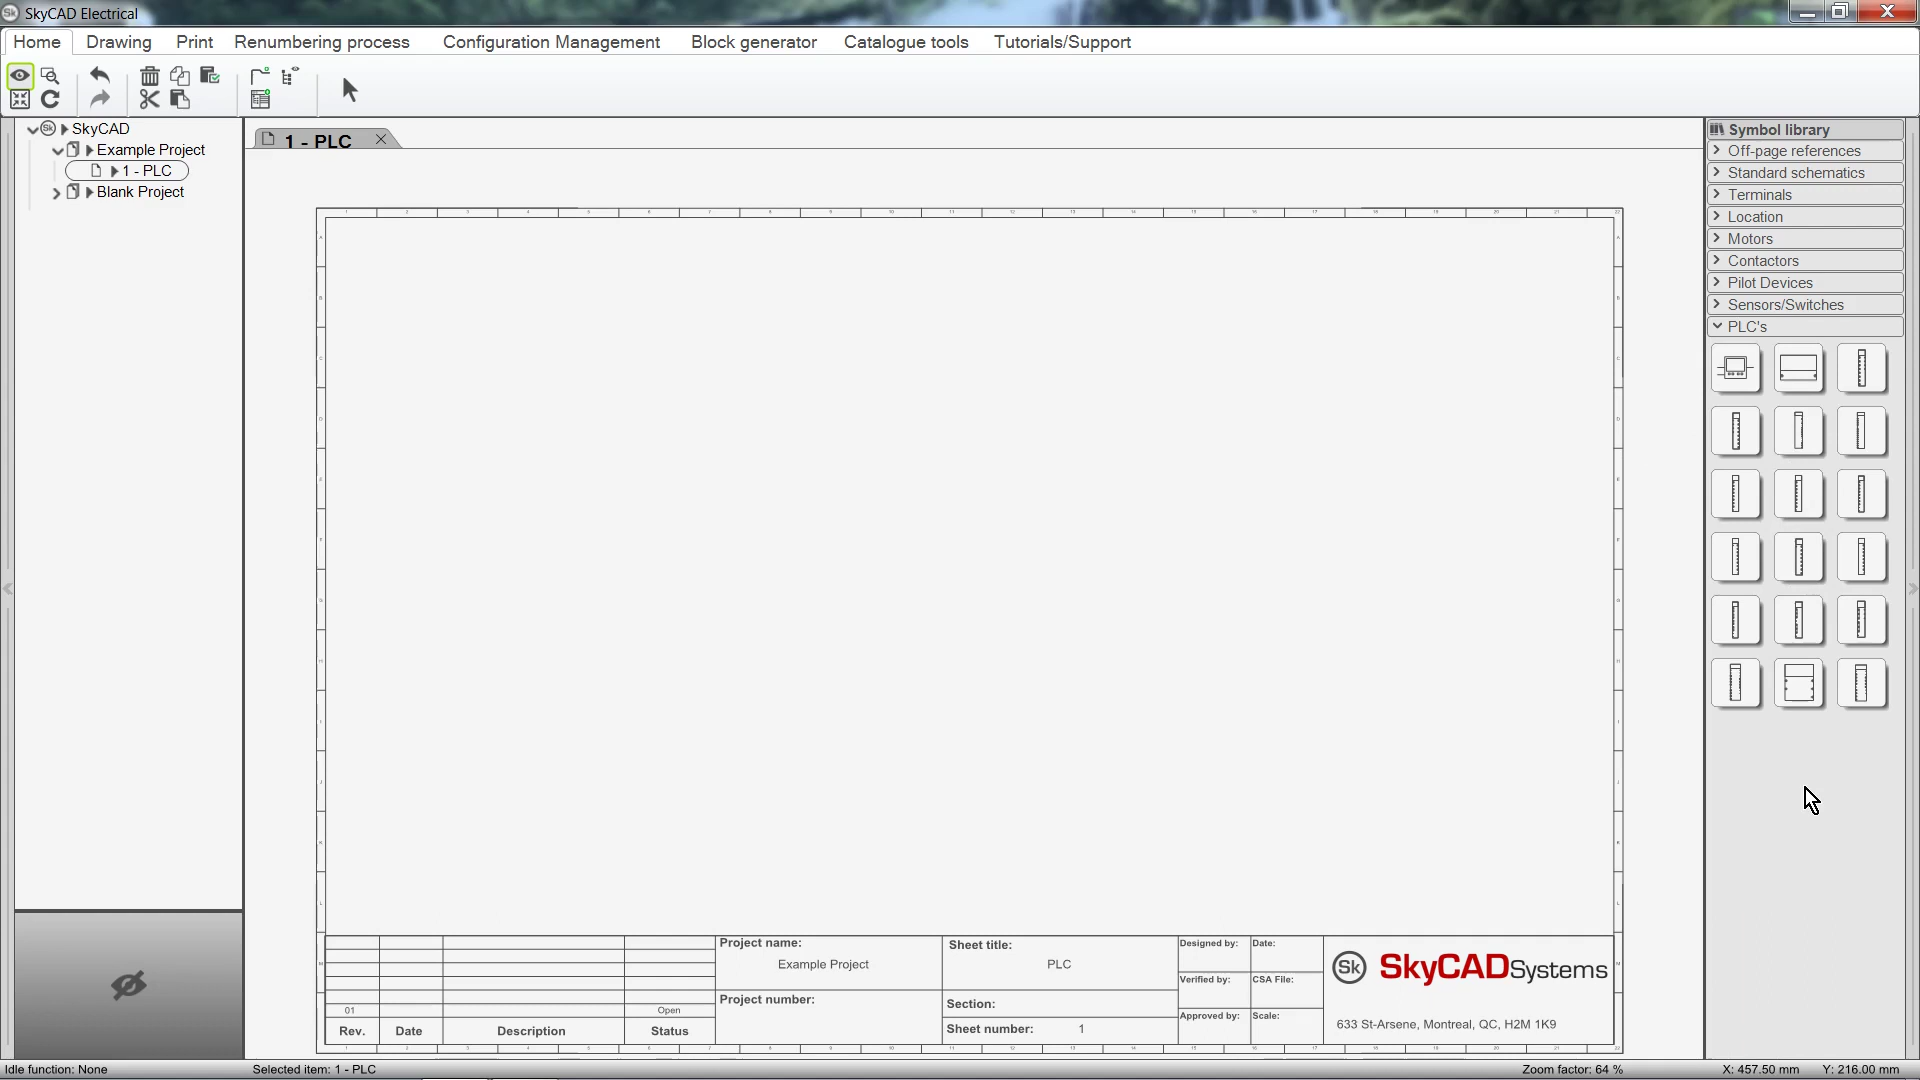 SkyCAD Electrical
Home Drawing Print Renumbering process Configuration Management Block generator Catalogue tools Tutorials/Support
SkyCAD
Example Project
1 - PLC
Blank Project
1 - PLC
Symbol library
Off-page references
Standard schematics
Terminals
Location
Motors
Contactors
Pilot Devices
Sensors/Switches
PLC's
01 Open
Rev. Date Description Status
Project name:
Example Project
Project number:
Sheet title:
PLC
Section:
Sheet number: 1
Designed by: Date:
Verified by: CSA File:
Approved by: Scale:
Sk SkyCADSystems
633 St-Arsene, Montreal, QC, H2M 1K9
Idle function: None Selected item: 1 - PLC Zoom factor: 64 % X: 457.50 mm Y: 216.00 mm